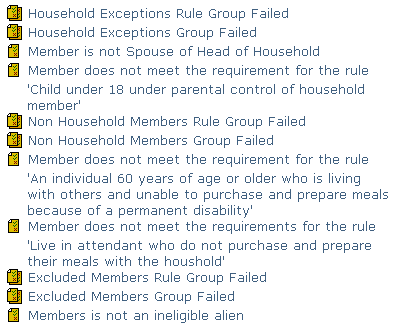 Household Exceptions Rule Group Failed
Household Exceptions Group Failed
Member is not Spouse of Head of Household
Member does not meet the requirement for the rule
'Child under 18 under parental control of household
member'
Non Household Members Rule Group Failed
Non Household Members Group Failed
Member does not meet the requirement for the rule
'An individual 60 years of age or older who is living
with others and unable to purchase and prepare meals
because of a permanent disability'
Member does not meet the requirements for the rule
'Live in attendant who do not purchase and prepare
their meals with the houshold'
Excluded Members Rule Group Failed
Excluded Members Group Failed
Members is not an ineligible alien